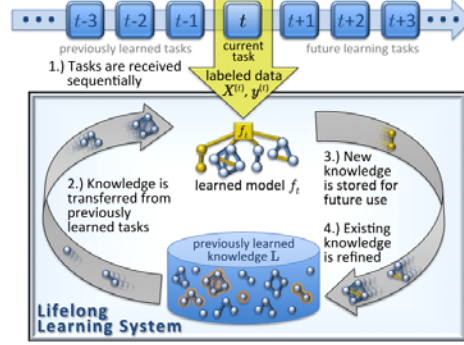 t-3 t-2 t-1 t t+1 t+2 t+3
previously learned tasks
current
task
future learning tasks
1.) Tasks are received
sequentially
labeled data
X(t), y(t)
ft
learned model ft
2.) Knowledge is
transferred from
previously
learned tasks
3.) New
knowledge
is stored for
future use
4.) Existing
knowledge
is refined
previously learned
knowledge L
Lifelong
Learning System